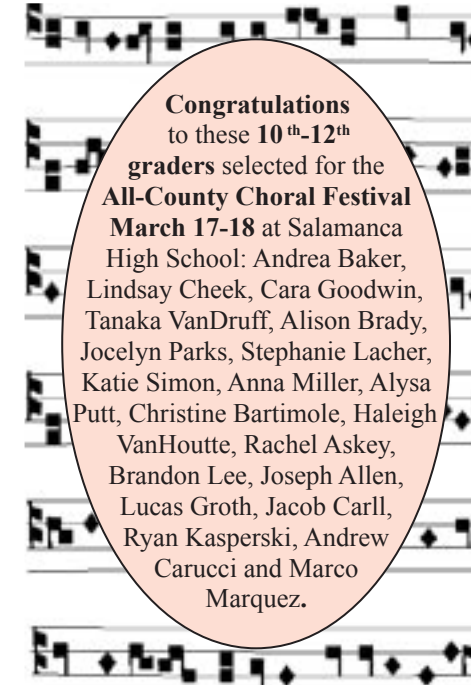 Congratulations
to these 10 th-12th
graders selected for the
All-County Choral Festival
March 17-18 at Salamanca
High School: Andrea Baker,
Lindsay Cheek, Cara Goodwin,
Tanaka VanDruff, Alison Brady,
Jocelyn Parks, Stephanie Lacher,
Katie Simon, Anna Miller, Alysa
Putt, Christine Bartimole, Haleigh
VanHoutte, Rachel Askey,
Brandon Lee, Joseph Allen,
Lucas Groth, Jacob Carll,
Ryan Kasperski, Andrew
Carucci and Marco
Marquez.